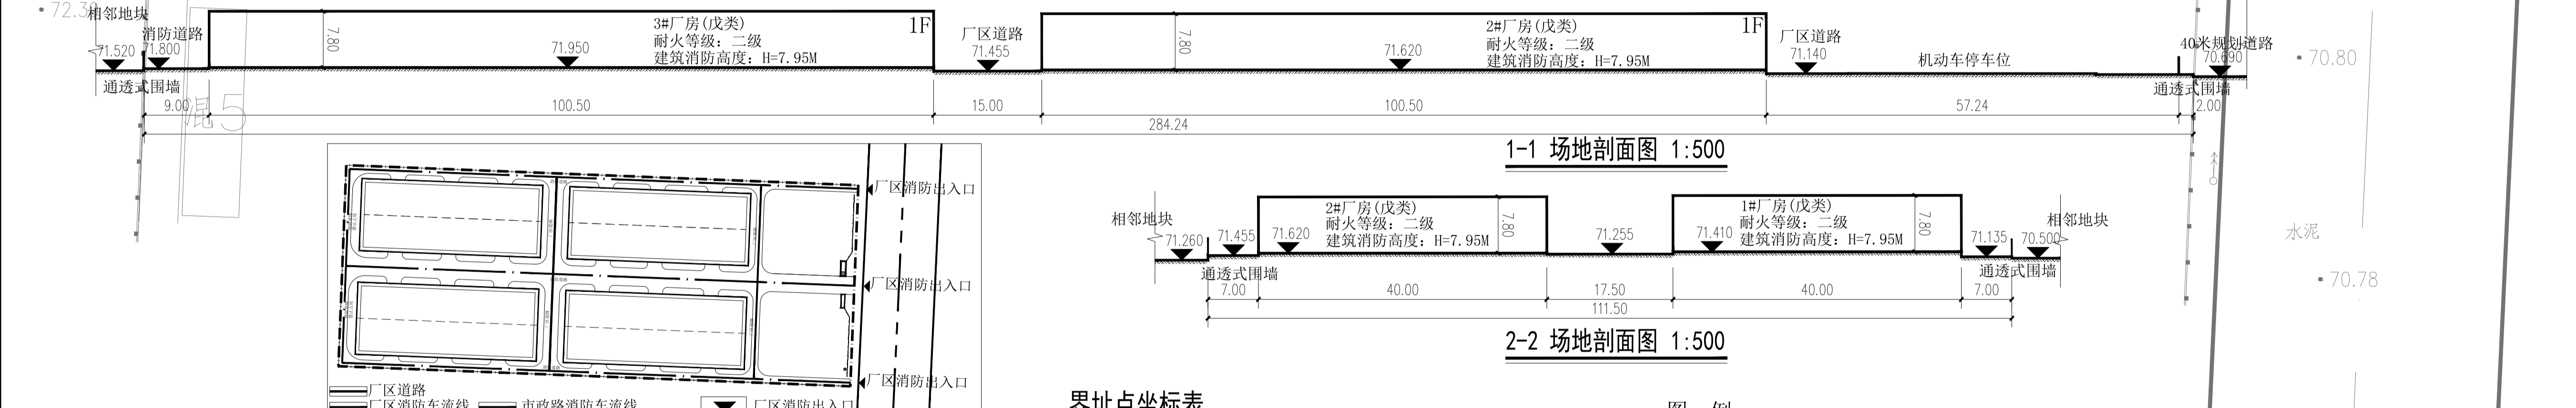 72.3
相邻地块
71.520
消防道路
71.800
通透式围墙
混5
3#厂房(戊类)
耐火等级: 二级
建筑消防高度: H=7.95M
1F
7.80
71.950
厂区道路
71.455
2#厂房(戊类)
耐火等级: 二级
建筑消防高度: H=7.95M
1F
7.80
71.620
厂区道路
71.140
机动车停车位
40米规划道路
70.690
通透式围墙
70.80
9.00
100.50
15.00
100.50
57.24
2.00
284.24
1-1 场地剖面图 1:500
厂区消防出入口
厂区消防出入口
厂区消防出入口
厂区道路
厂区消防车流线
市政路消防车流线
厂区消防出入口
相邻地块
71.260
71.455
通透式围墙
2#厂房(戊类)
耐火等级: 二级
建筑消防高度: H=7.95M
71.620
7.80
71.255
1#厂房(戊类)
耐火等级: 二级
建筑消防高度: H=7.95M
71.410
7.80
71.135
70.500
相邻地块
通透式围墙
7.00
40.00
17.50
40.00
7.00
111.50
2-2 场地剖面图 1:500
水泥
70.78
界址点坐标表
图 例